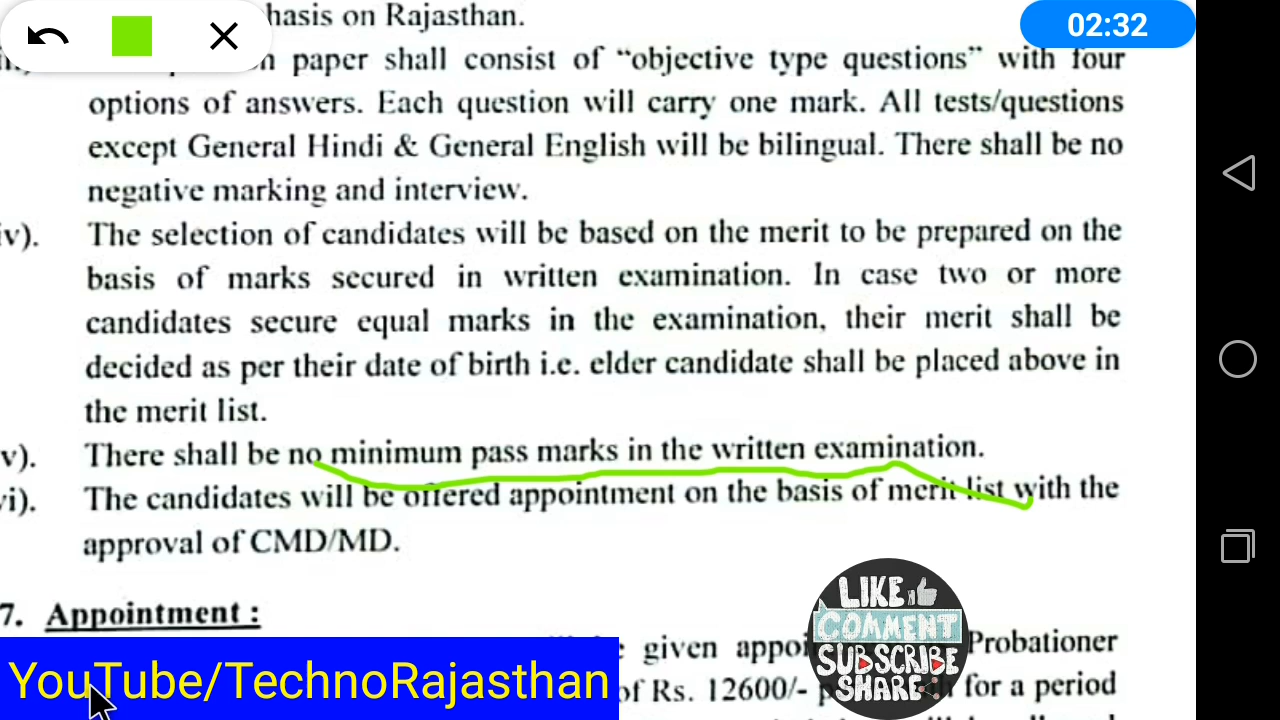 hasis on Rajasthan.
02:32
paper shall consist of “objective type questions” with four
options of answers. Each question will carry one mark. All tests/questions
except General Hindi & General English will be bilingual. There shall be no
negative marking and interview.
iv). The selection of candidates will be based on the merit to be prepared on the
basis of marks secured in written examination. In case two or more
candidates secure equal marks in the examination, their merit shall be
decided as per their date of birth i.e. elder candidate shall be placed above in
the merit list.
v). There shall be no minimum pass marks in the written examination.
vi). The candidates will be offered appointment on the basis of merit list with the
approval of CMD/MD.
7. Appointment :
given Probationer
of Rs. 12600/- for a period
LIKE
COMMENT
SUBSCRIBE
SHARE
YouTube/TechnoRajasthan